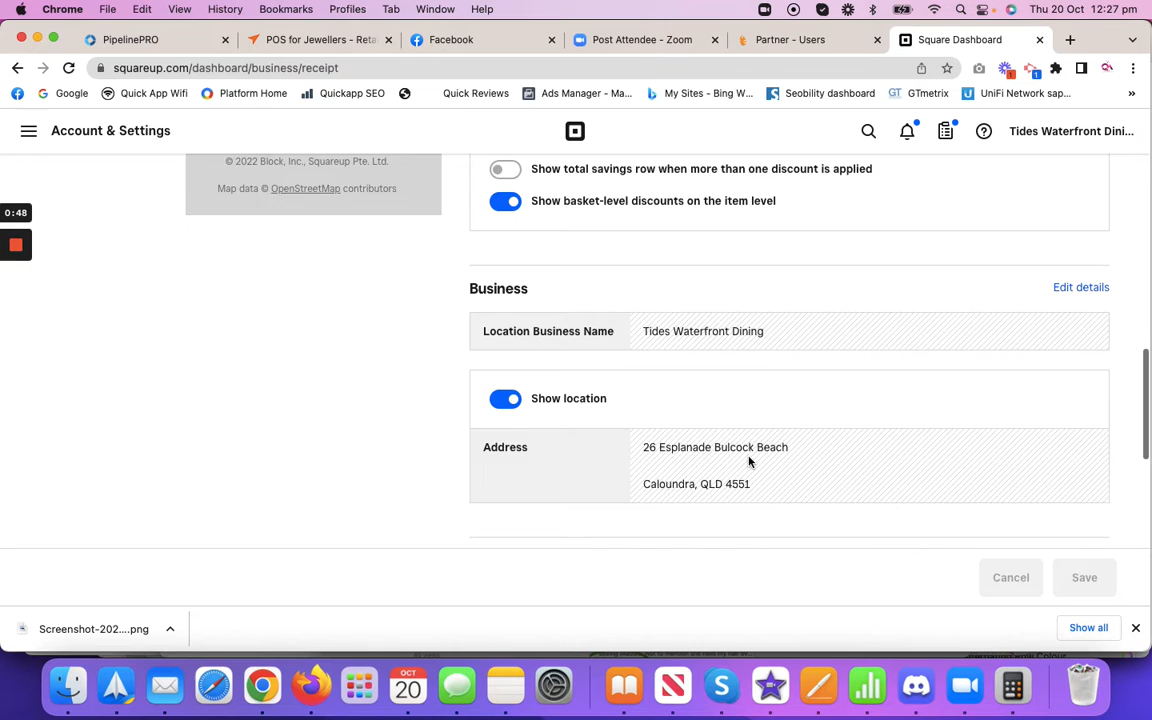 Chrome File Edit View History Bookmarks Profiles Tab Window Help Thu 20 Oct 12:27 pm
PipelinePRO POS for Jewellers - Reta Facebook Post Attendee - Zoom Partner - Users Square Dashboard
squareup.com/dashboard/business/receipt
Google Quick App Wifi Platform Home Quickapp SEO Quick Reviews Ads Manager - Ma... My Sites - Bing W... Seobility dashboard GTmetrix UniFi Network sap... »
Account & Settings Tides Waterfront Dini...
© 2022 Block, Inc., Squareup Pte. Ltd.
Map data © OpenStreetMap contributors
Show total savings row when more than one discount is applied
0:48
Show basket-level discounts on the item level
Business Edit details
Location Business Name Tides Waterfront Dining
Show location
Address 26 Esplanade Bulcock Beach
Caloundra, QLD 4551
Cancel Save
Screenshot-202....png Show all
OCT
20